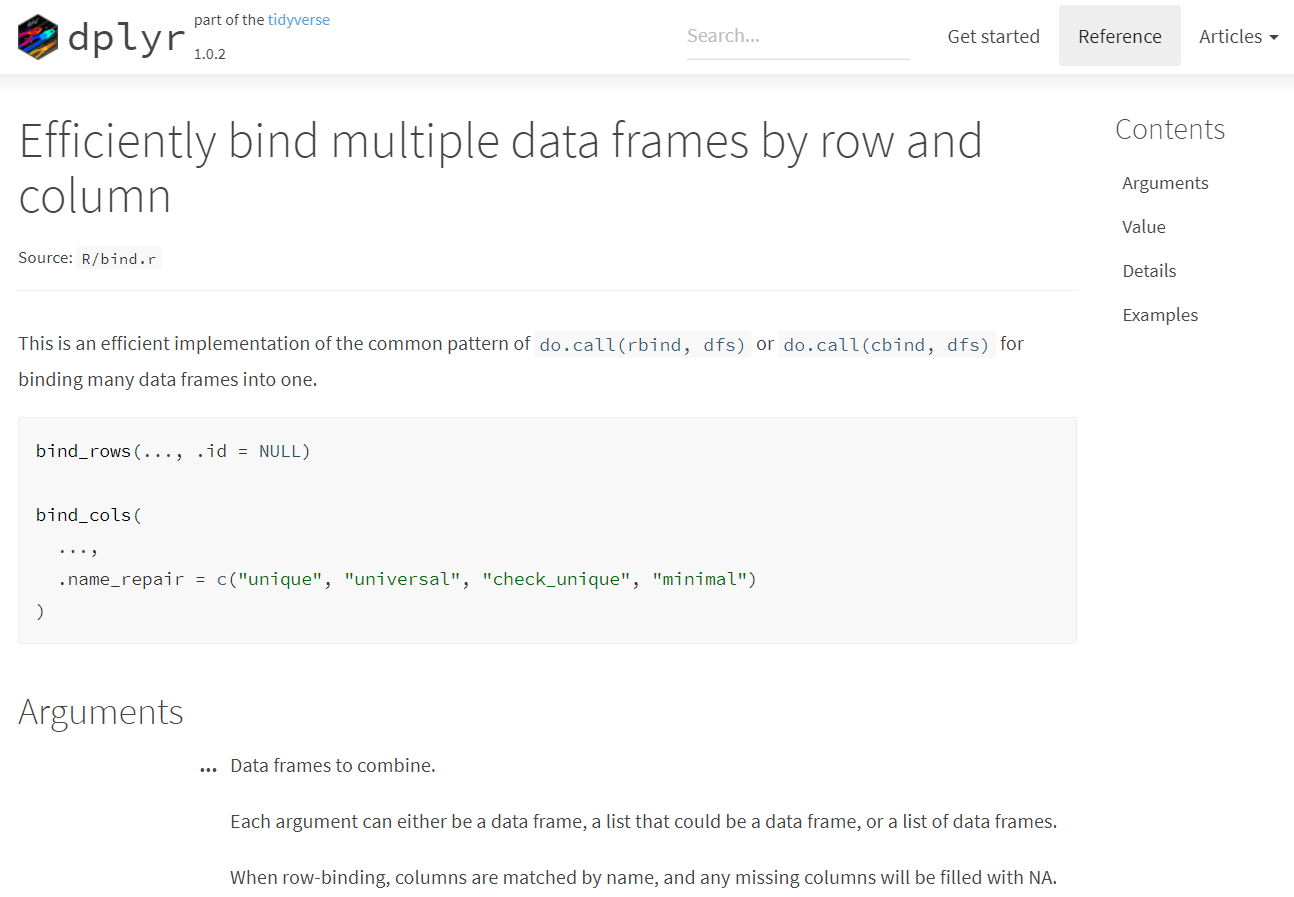 dplyr
part of the tidyverse
1.0.2
Search...
Get started
Reference
Articles
Efficiently bind multiple data frames by row and
column
Source: R/bind.r
This is an efficient implementation of the common pattern of do.call(rbind, dfs) or do.call(cbind, dfs) for
binding many data frames into one.
bind_rows(..., .id = NULL)
bind_cols(
...,
.name_repair = c("unique", "universal", "check_unique", "minimal")
)
Arguments
... Data frames to combine.
Each argument can either be a data frame, a list that could be a data frame, or a list of data frames.
When row-binding, columns are matched by name, and any missing columns will be filled with NA.
Contents
Arguments
Value
Details
Examples